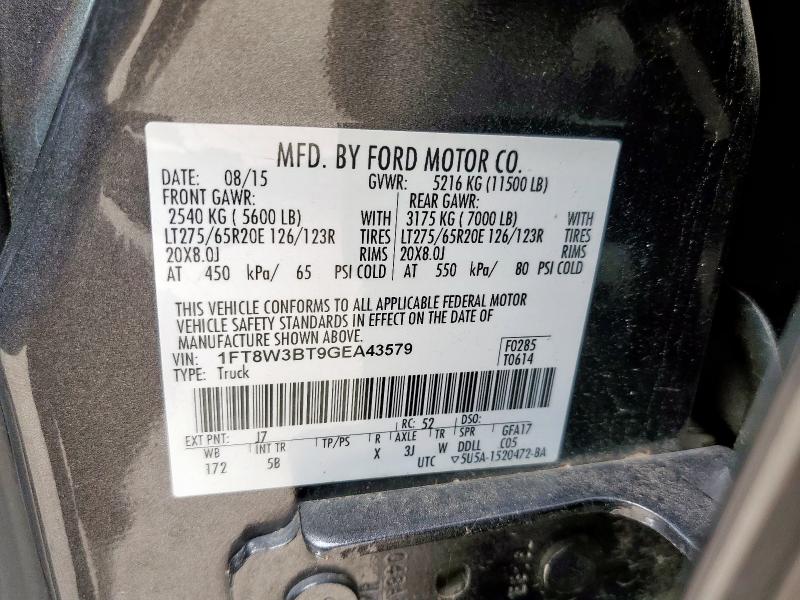 MFD. BY FORD MOTOR CO.
DATE: 08/15 GVWR: 5216 KG (11500 LB)
FRONT GAWR: REAR GAWR:
2540 KG ( 5600 LB) WITH 3175 KG ( 7000 LB) WITH
LT275/65R20E 126/123R TIRES LT275/65R20E 126/123R TIRES
20X8.0J RIMS 20X8.0J RIMS
AT 450 kPa/ 65 PSI COLD AT 550 kPa/ 80 PSI COLD
THIS VEHICLE CONFORMS TO ALL APPLICABLE FEDERAL MOTOR
VEHICLE SAFETY STANDARDS IN EFFECT ON THE DATE OF
MANUFACTURE SHOWN ABOVE.
VIN: 1FT8W3BT9GEA43579 F0285
TYPE: Truck T0614
EXT PNT: J7 RC: 52 DSO:
WB INT TR TP/PS R AXLE TR SPR GFA17
172 5B X 3J W DDLL C05
UTC ▽5U5A-1520472-BA